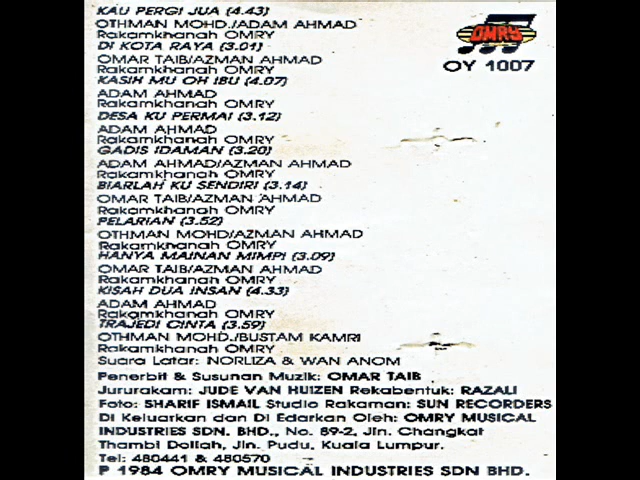 KAU PERGI JUA (4.43)
OTHMAN MOHD./ADAM AHMAD
Rakamkhanah OMRY
DI KOTA RAYA (3.01)
OMAR TAIB/AZMAN AHMAD
Rakamkhanah OMRY
KASIH MU OH IBU (4.07)
ADAM AHMAD
Rakamkhanah OMRY
DESA KU PERMAI (3.12)
ADAM AHMAD
Rakamkhanah OMRY
GADIS IDAMAN (3.20)
ADAM AHMAD/AZMAN AHMAD
Rakamkhanah OMRY
BIARLAH KU SENDIRI (3.14)
OMAR TAIB/AZMAN AHMAD
Rakamkhanah OMRY
PELARIAN (3.52)
OTHMAN MOHD/AZMAN AHMAD
Rakamkhanah OMRY
HANYA MAINAN MIMPI (3.09)
OMAR TAIB/AZMAN AHMAD
Rakamkhanah OMRY
KISAH DUA INSAN (4.33)
ADAM AHMAD
Rakamkhanah OMRY
TRAJEDI CINTA (3.59)
OTHMAN MOHD./BUSTAM KAMRI
Rakamkhanah OMRY
Suara Latar: NORLIZA & WAN ANOM
Penerbit & Susunan Muzik: OMAR TAIB
Jururakam: JUDE VAN HUIZEN Rekabentuk: RAZALI
Foto: SHARIF ISMAIL Studio Rakaman: SUN RECORDERS
Di Keluarkan dan Di Edarkan Oleh: OMRY MUSICAL
INDUSTRIES SDN. BHD., No. 89-2, Jln. Changkat
Thambi Dollah, Jln. Pudu, Kuala Lumpur.
Tel: 480441 & 480570
P 1984 OMRY MUSICAL INDUSTRIES SDN BHD.
OMRY
OY 1007